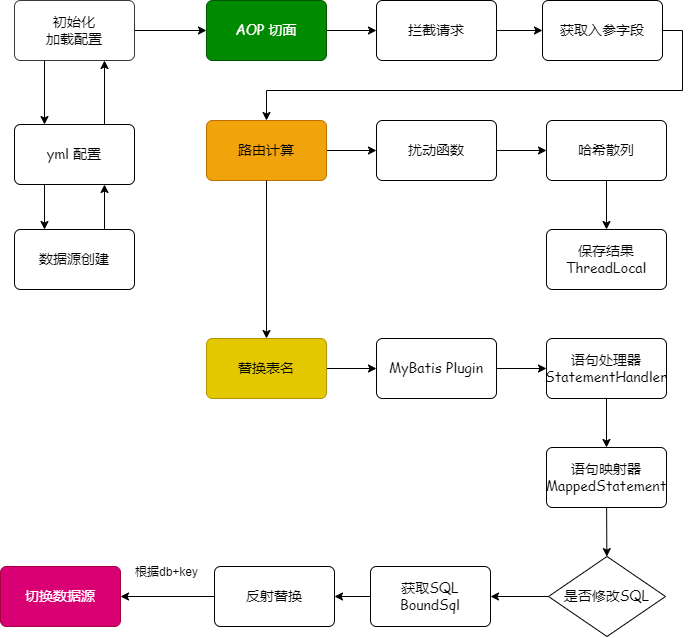 初始化
加载配置
AOP 切面
拦截请求
获取入参字段
yml 配置
路由计算
扰动函数
哈希散列
数据源创建
保存结果
ThreadLocal
替换表名
MyBatis Plugin
语句处理器
StatementHandler
语句映射器
MappedStatement
切换数据源
根据db+key
反射替换
获取SQL
BoundSql
是否修改SQL